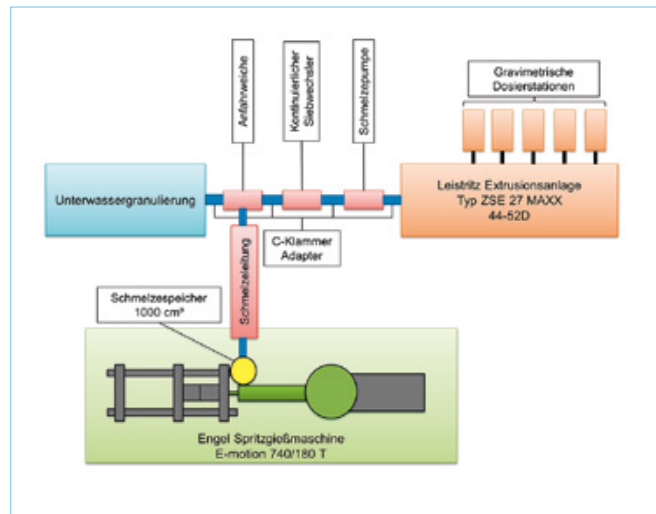 Anfahrweiche
Kontinuierlicher
Siebwechsler
Schmelzepumpe
Gravimetrische
Dosierstationen
Unterwassergranulierung
Leistritz Extrusionsanlage
Typ ZSE 27 MAXX
44-52D
C-Klammer
Adapter
Schmelzeleitung
Schmelzespeicher
1000 cm³
Engel Spritzgießmaschine
E-motion 740/180 T